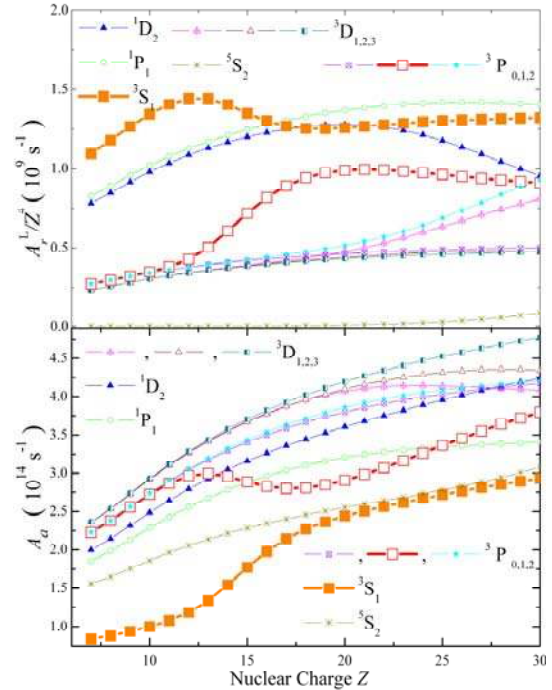 2.0
¹D₂
³D₁,₂,₃
¹P₁
⁵S₂
³P₀,₁,₂
³S₁
1.5
1.0
0.5
0.0
A_r^L/Z⁴ (10⁹ s⁻¹)
, , ³D₁,₂,₃
¹D₂
¹P₁
4.5
4.0
3.5
3.0
2.5
2.0
1.5
1.0
A_a (10¹⁴ s⁻¹)
, , ³P₀,₁,₂
³S₁
⁵S₂
10 15 20 25 30
Nuclear Charge Z